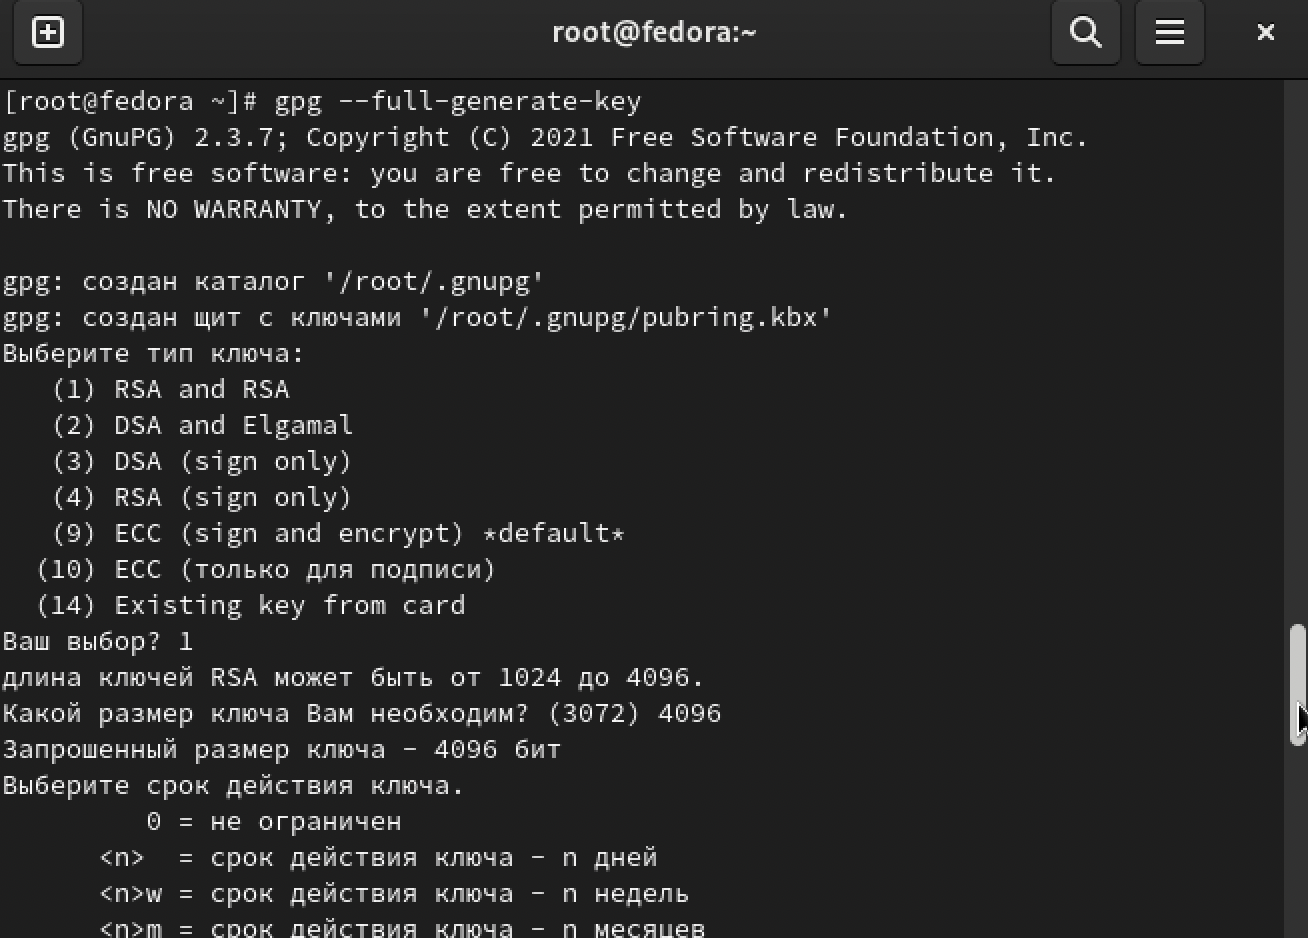 root@fedora:~
[root@fedora ~]# gpg --full-generate-key
gpg (GnuPG) 2.3.7; Copyright (C) 2021 Free Software Foundation, Inc.
This is free software: you are free to change and redistribute it.
There is NO WARRANTY, to the extent permitted by law.
gpg: создан каталог '/root/.gnupg'
gpg: создан щит с ключами '/root/.gnupg/pubring.kbx'
Выберите тип ключа:
(1) RSA and RSA
(2) DSA and Elgamal
(3) DSA (sign only)
(4) RSA (sign only)
(9) ECC (sign and encrypt) *default*
(10) ECC (только для подписи)
(14) Existing key from card
Ваш выбор? 1
длина ключей RSA может быть от 1024 до 4096.
Какой размер ключа Вам необходим? (3072) 4096
Запрошенный размер ключа - 4096 бит
Выберите срок действия ключа.
0 = не ограничен
<n> = срок действия ключа - n дней
<n>w = срок действия ключа - n недель
<n>m = срок действия ключа - n месяцев